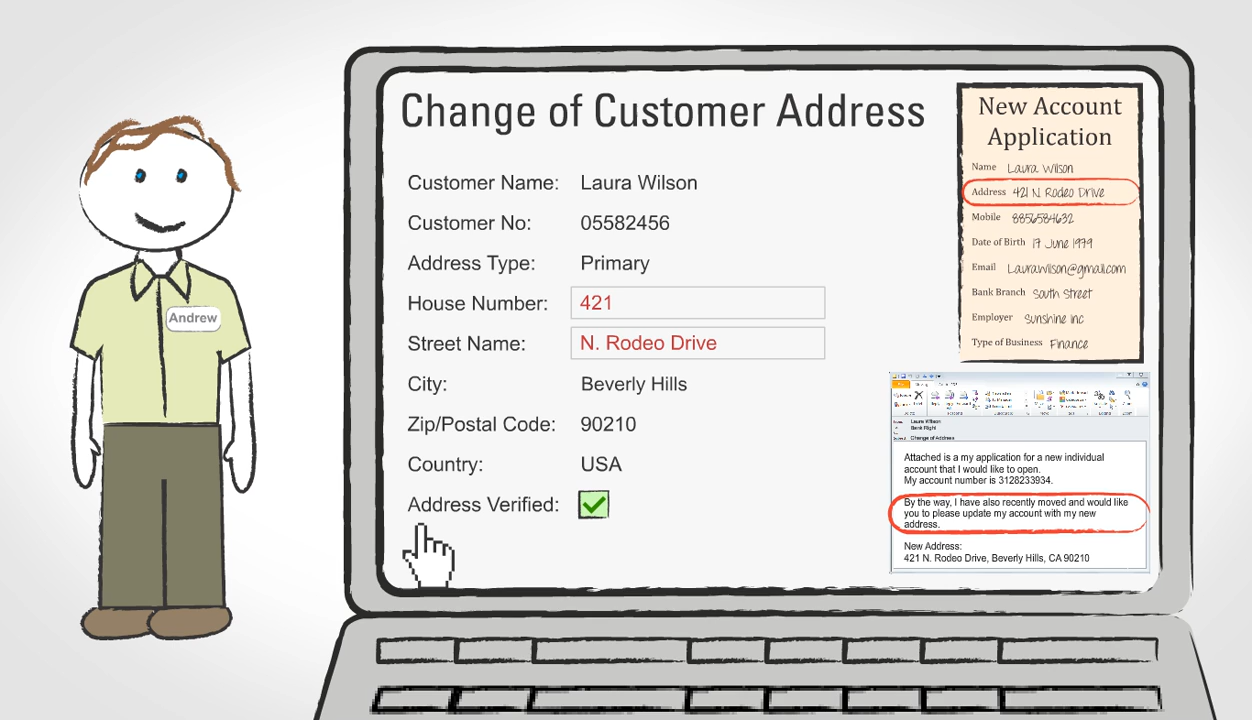 Andrew
Change of Customer Address
Customer Name: Laura Wilson
Customer No: 05582456
Address Type: Primary
House Number: 421
Street Name: N. Rodeo Drive
City: Beverly Hills
Zip/Postal Code: 90210
Country: USA
Address Verified:
New Account
Application
Name Laura Wilson
Address 421 N. Rodeo Drive
Mobile 8856584632
Date of Birth 17 June 1979
Email Laurawilson@gmail.com
Bank Branch South Street
Employer Sunshine Inc
Type of Business Finance
Laura Wilson
Bank Right
Change of Address
Attached is a my application for a new individual
account that I would like to open.
My account number is 3128233934.
By the way, I have also recently moved and would like
you to please update my account with my new
address.
New Address:
421 N. Rodeo Drive, Beverly Hills, CA 90210